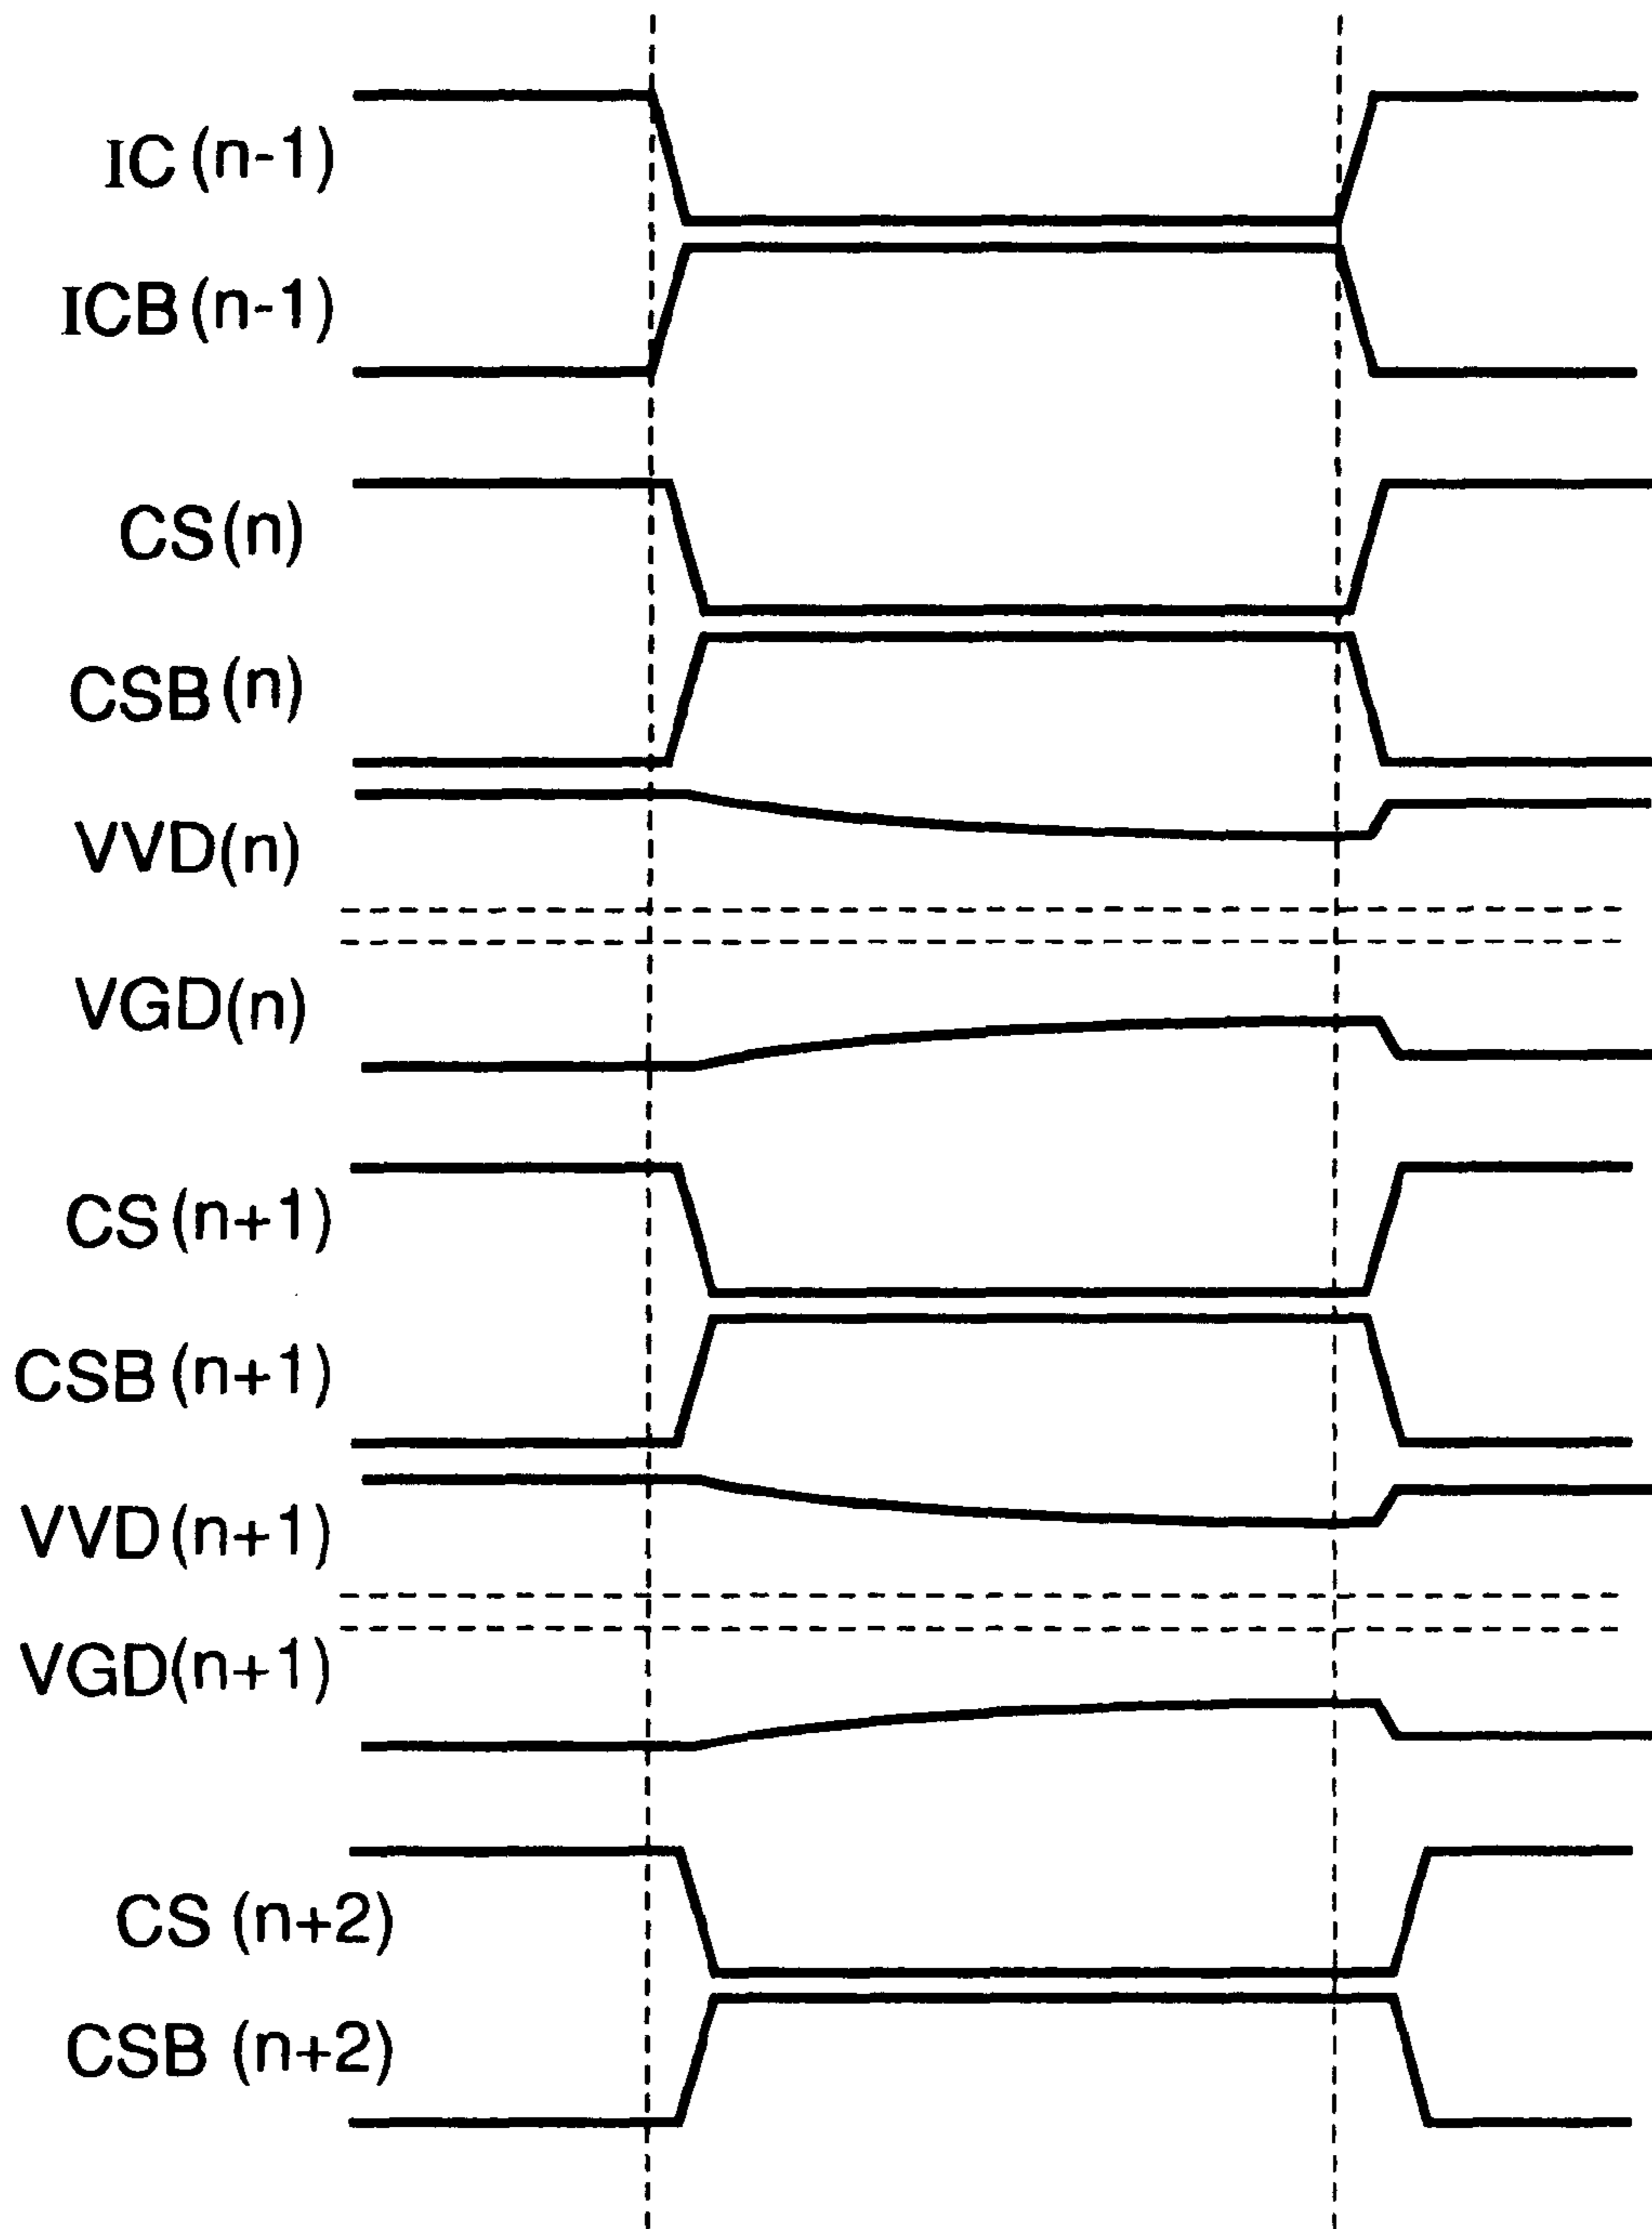 IC (n-1)
ICB (n-1)
CS(n)
CSB(n)
VVD(n)
VGD(n)
CS (n+1)
CSB (n+1)
VVD(n+1)
VGD(n+1)
CS (n+2)
CSB (n+2)